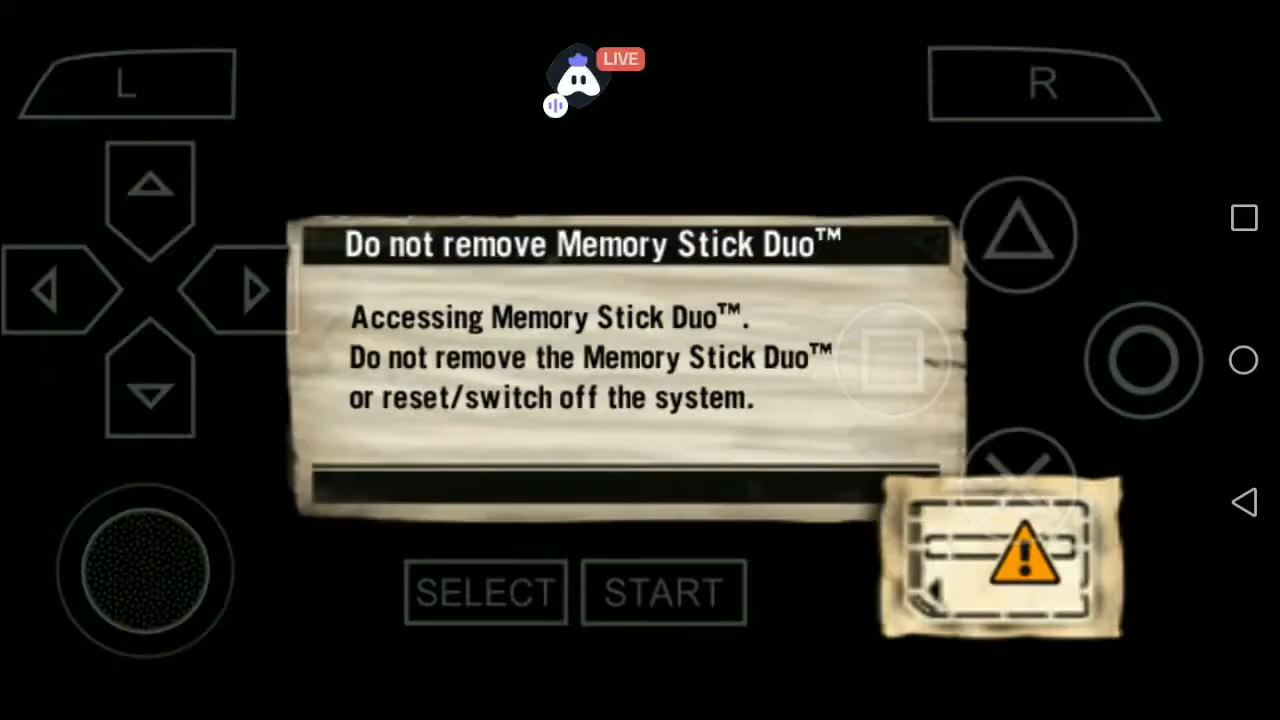 LIVE
L
R
Do not remove Memory Stick Duo™
Accessing Memory Stick Duo™.
Do not remove the Memory Stick Duo™
or reset/switch off the system.
SELECT
START